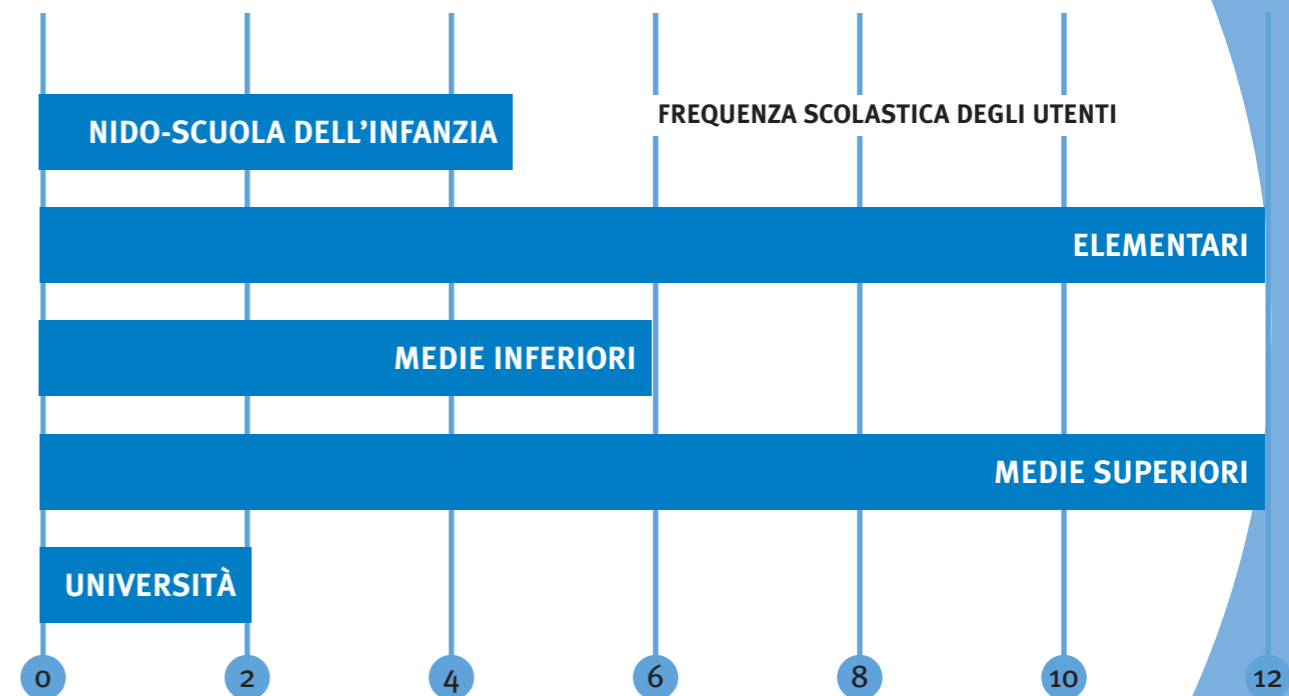 FREQUENZA SCOLASTICA DEGLI UTENTI
NIDO-SCUOLA DELL’INFANZIA
ELEMENTARI
MEDIE INFERIORI
MEDIE SUPERIORI
UNIVERSITÀ
0 2 4 6 8 10 12